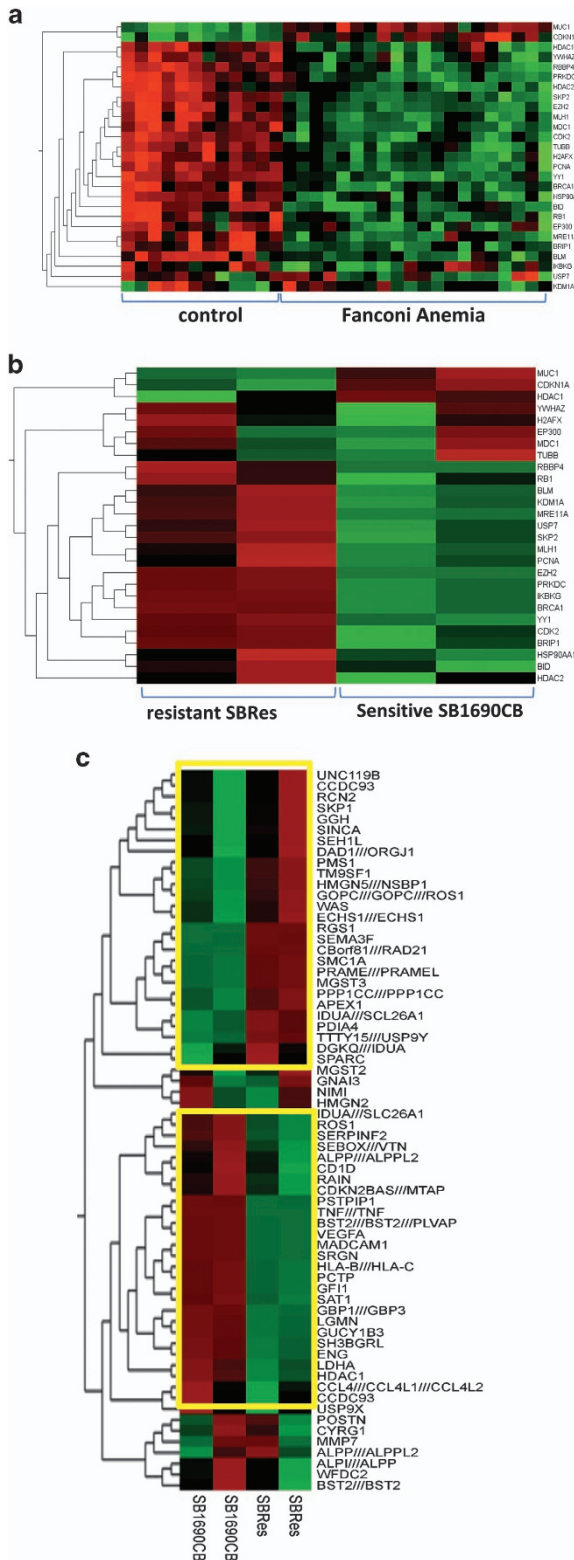 a
MUC1
CDKN1
HDAC1
YWHAZ
RBBP4
PRKDC
HDAC2
SKP2
EZH2
MLH1
MDC1
CDK2
TUBB
H2AFX
PCNA
YY1
BRCA1
HSP90A
BID
RB1
EP300
MRE11
BRIP1
BLM
IKBKG
USP7
KDM1A
control
Fanconi Anemia
b
MUC1
CDKN1A
HDAC1
YWHAZ
H2AFX
EP300
MDC1
TUBB
RBBP4
RB1
BLM
KDM1A
MRE11A
USP7
SKP2
MLH1
PCNA
EZH2
PRKDC
IKBKG
BRCA1
YY1
CDK2
BRIP1
HSP90AA1
BID
HDAC2
resistant SBRes
Sensitive SB1690CB
c
UNC119B
CCDC93
RCN2
SKP1
GGH
SINCA
SEH1L
DAD1///ORGJ1
PMS1
TM9SF1
HMGN5///NSBP1
GOPC///GOPC///ROS1
WAS
ECHS1///ECHS1
RGS1
SEMA3F
CBorf81///RAD21
SMC1A
PRAME///PRAMEL
MGST3
PPP1CC///PPP1CC
APEX1
IDUA///SCL26A1
PDIA4
TTTY15///USP9Y
DGKQ///IDUA
SPARC
MGST2
GNAI3
NIMI
HMGN2
IDUA///SLC26A1
ROS1
SERPINF2
SEBOX///VTN
ALPP///ALPPL2
CD1D
RAIN
CDKN2BAS///MTAP
PSTPIP1
TNF///TNF
BST2///BST2///PLVAP
VEGFA
MADCAM1
SRGN
HLA-B///HLA-C
PCTP
GFI1
SAT1
GBP1///GBP3
LGMN
GUCY1B3
SH3BGRL
ENG
LDHA
HDAC1
CCL4///CCL4L1///CCL4L2
CCDC93
USP9X
POSTN
CYRG1
MMP7
ALPP///ALPPL2
ALPI///ALPP
WFDC2
BST2///BST2
SB1690CB
SB1690CB
SBRes
SBRes